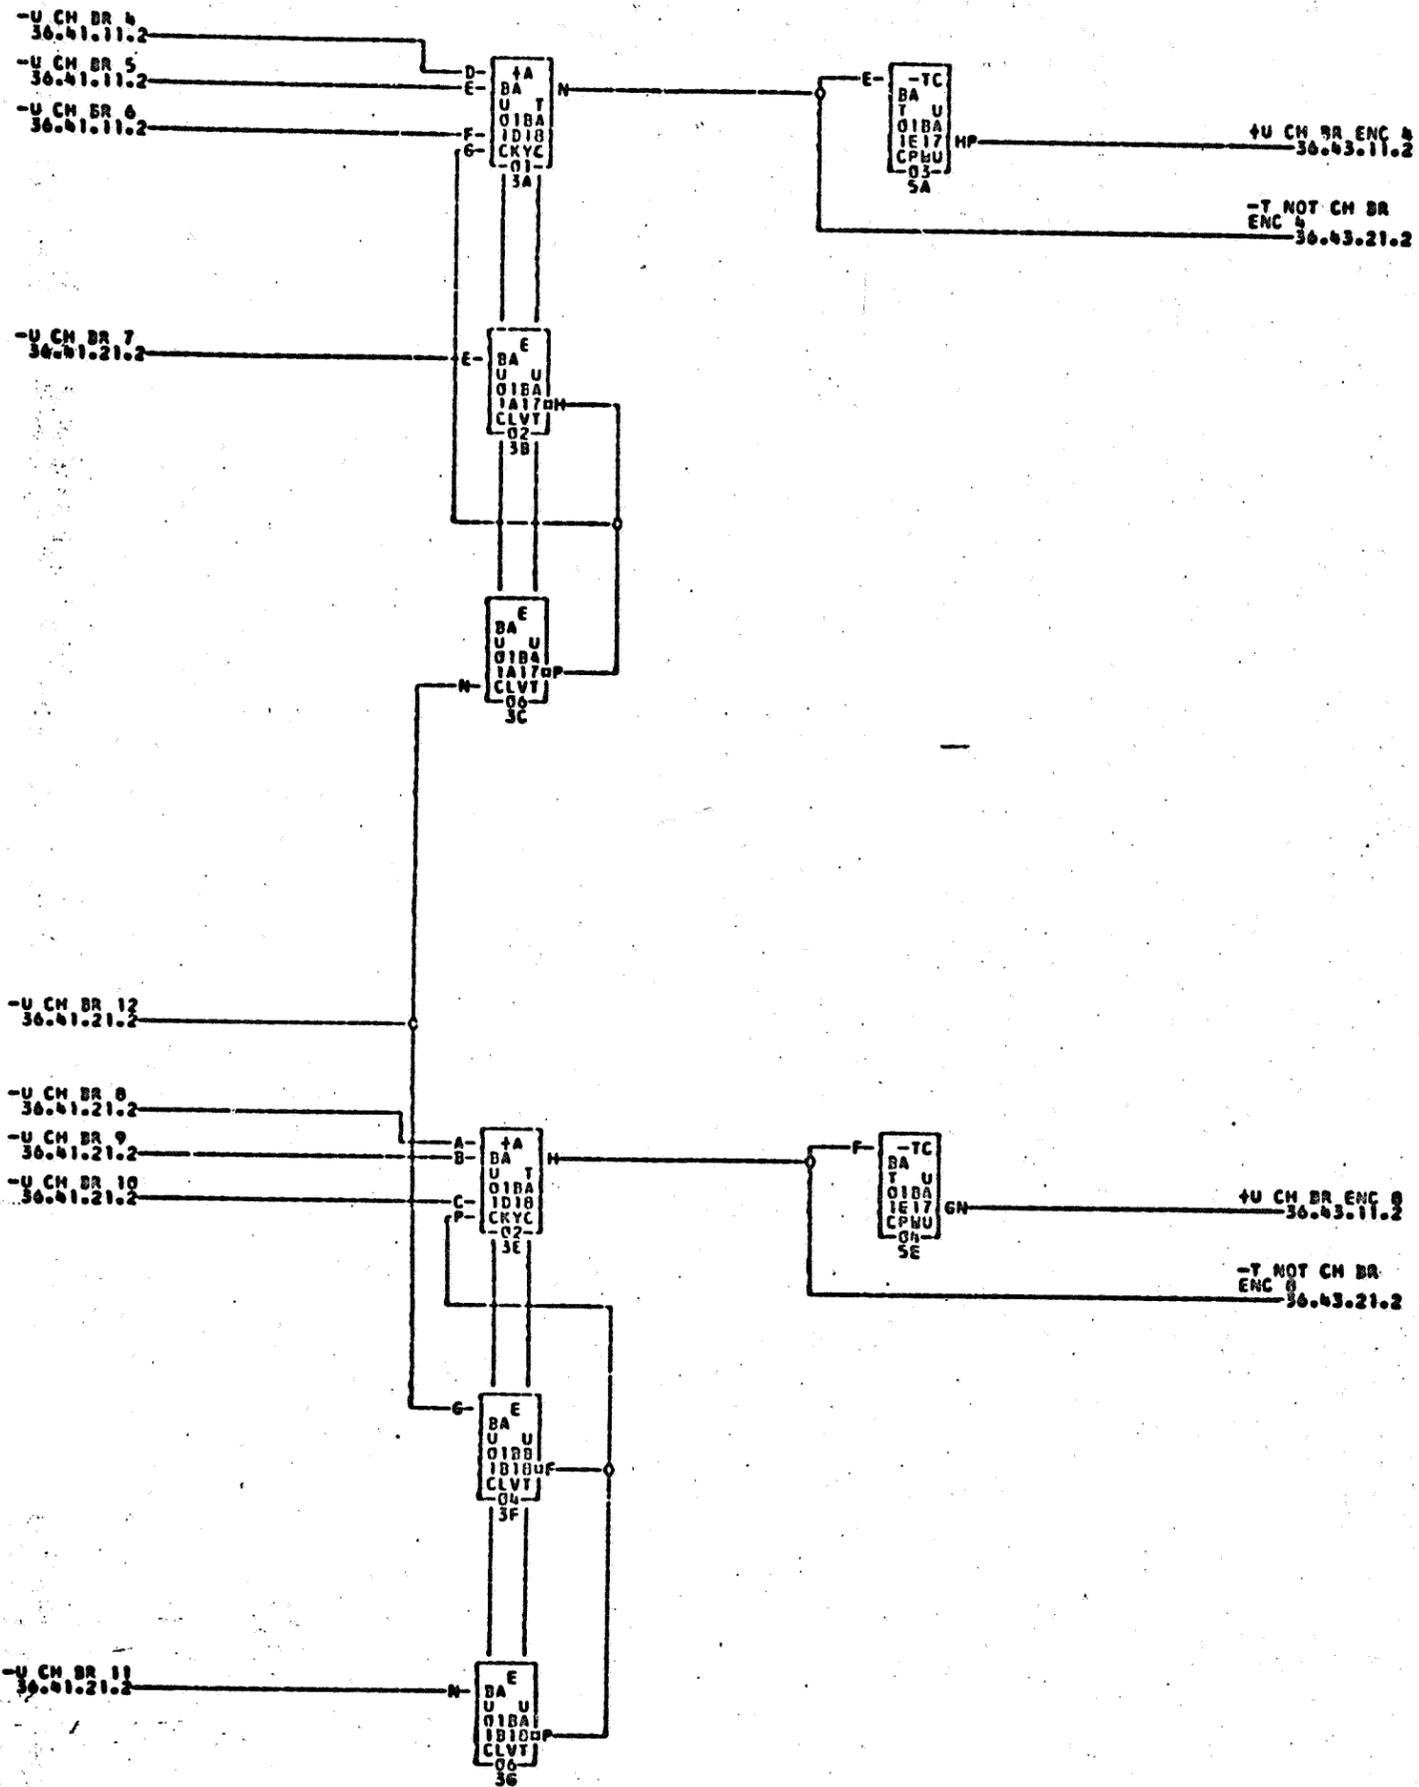 -U CH BR 4
36.41.11.2
-U CH BR 5
36.41.11.2
-U CH BR 6
36.41.11.2
D
E
F
G
+A
BA
U T
01BA
1D18
CKYC
01
3A
N
E
-TC
BA
T U
01BA
1E17
CPWU
03
5A
HP
+U CH BR ENC 4
36.43.11.2
-T NOT CH BR
ENC 4
36.43.21.2
-U CH BR 7
36.41.21.2
E
E
BA
U U
01BA
1A17
CLVT
02
3B
H
E
BA
U U
01B4
1A17
CLVT
06
3C
P
N
-U CH BR 12
36.41.21.2
-U CH BR 8
36.41.21.2
-U CH BR 9
36.41.21.2
-U CH BR 10
36.41.21.2
A
B
C
P
+A
BA
U T
01BA
1D18
CKYC
02
3E
H
F
-TC
BA
T U
01BA
1E17
CPWU
04
5E
GN
+U CH BR ENC 8
36.43.11.2
-T NOT CH BR
ENC 8
36.43.21.2
G
E
BA
U U
01BB
1B18
CLVT
04
3F
F
-U CH BR 11
36.41.21.2
N
E
BA
U U
01BA
1B18
CLVT
06
3G
P